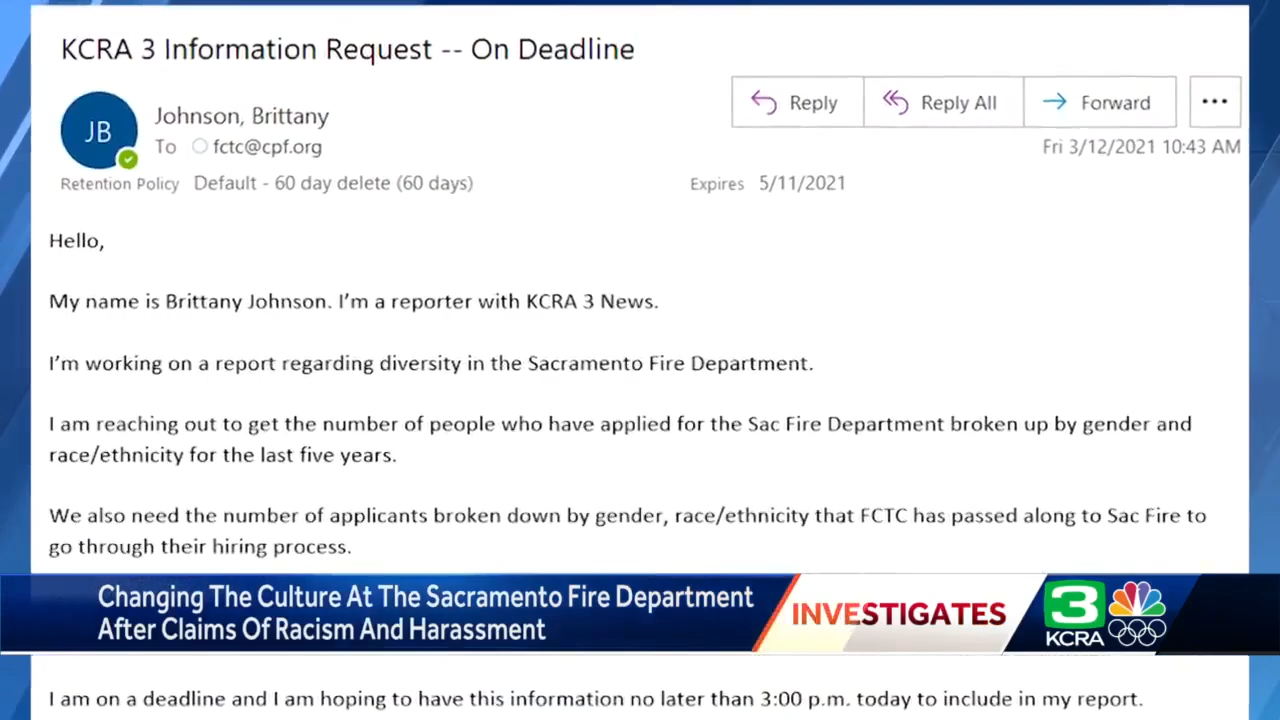 KCRA 3 Information Request -- On Deadline
JB
Johnson, Brittany
To fctc@cpf.org
Reply
Reply All
Forward
...
Fri 3/12/2021 10:43 AM
Retention Policy Default - 60 day delete (60 days)
Expires 5/11/2021
Hello,
My name is Brittany Johnson. I'm a reporter with KCRA 3 News.
I'm working on a report regarding diversity in the Sacramento Fire Department.
I am reaching out to get the number of people who have applied for the Sac Fire Department broken up by gender and
race/ethnicity for the last five years.
We also need the number of applicants broken down by gender, race/ethnicity that FCTC has passed along to Sac Fire to
go through their hiring process.
Changing The Culture At The Sacramento Fire Department
After Claims Of Racism And Harassment
INVESTIGATES
3
KCRA
I am on a deadline and I am hoping to have this information no later than 3:00 p.m. today to include in my report.